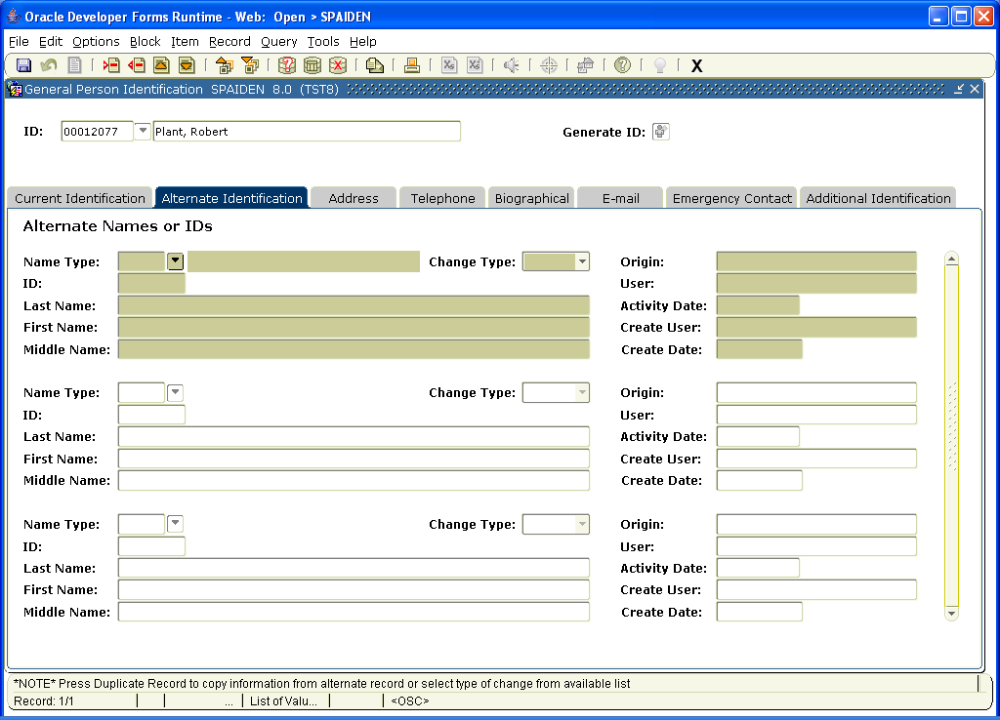 Oracle Developer Forms Runtime - Web: Open > SPAIDEN
File Edit Options Block Item Record Query Tools Help
X
General Person Identification SPAIDEN 8.0 (TST8)
ID: 00012077 Plant, Robert Generate ID:
Current Identification Alternate Identification Address Telephone Biographical E-mail Emergency Contact Additional Identification
Alternate Names or IDs
Name Type: Change Type: Origin:
ID: User:
Last Name: Activity Date:
First Name: Create User:
Middle Name: Create Date:
Name Type: Change Type: Origin:
ID: User:
Last Name: Activity Date:
First Name: Create User:
Middle Name: Create Date:
Name Type: Change Type: Origin:
ID: User:
Last Name: Activity Date:
First Name: Create User:
Middle Name: Create Date:
*NOTE* Press Duplicate Record to copy information from alternate record or select type of change from available list
Record: 1/1 ... List of Valu... <OSC>